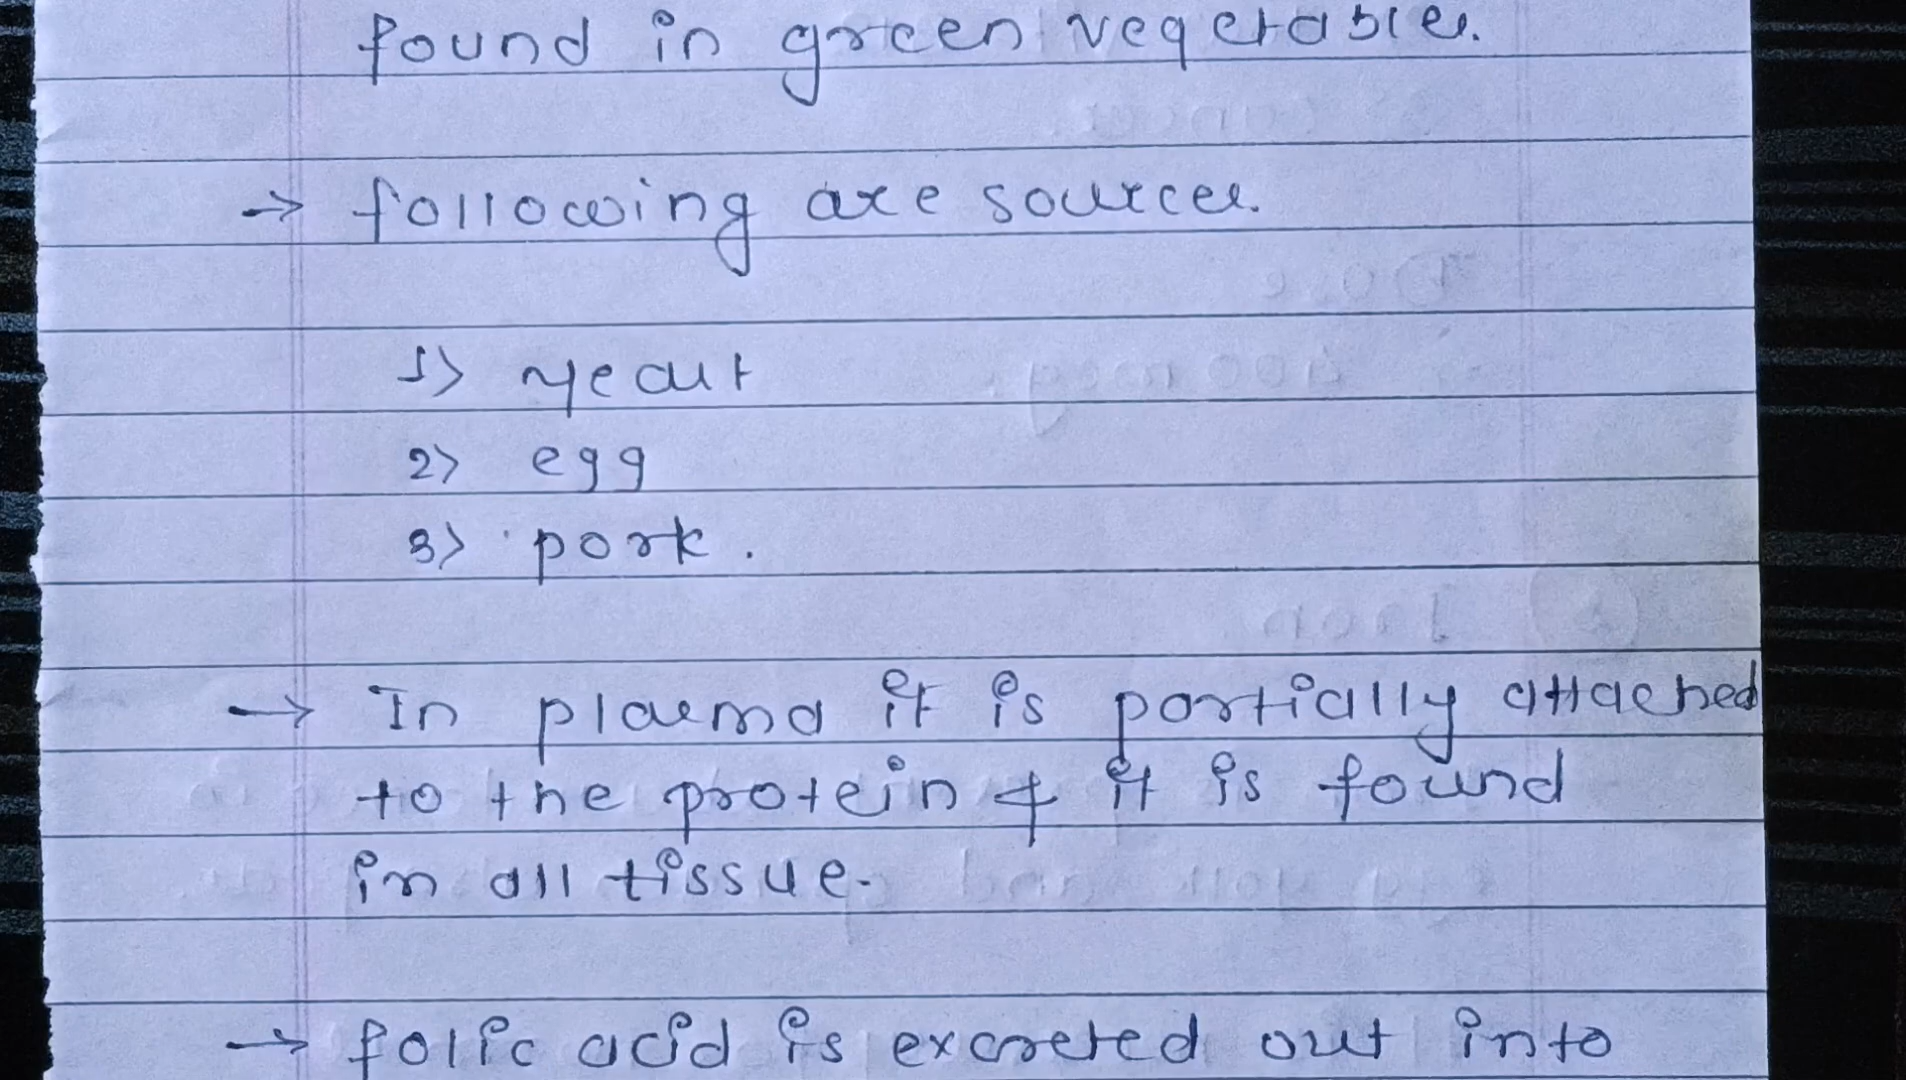 found in green vegetables.
→ following are sources.
1) yeast
2) egg
3) pork.
→ In plasma it is partially attached
to the protein & it is found
in all tissue.
→ folic acid is excreted out into